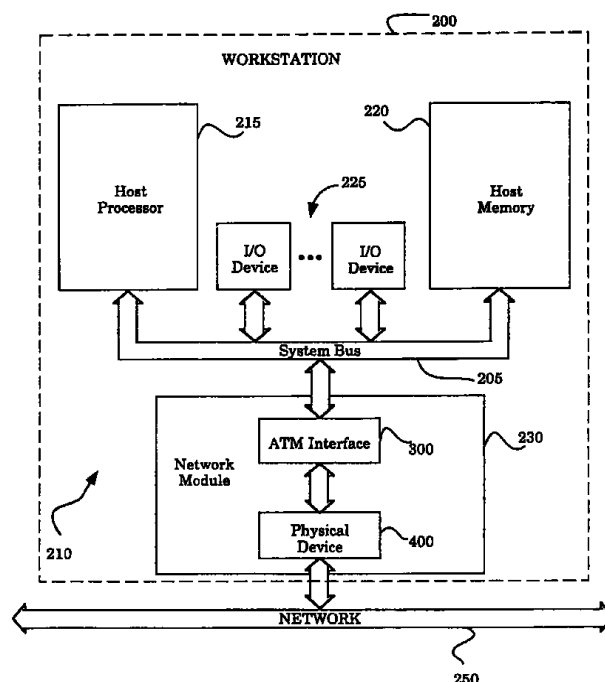 200
WORKSTATION
215
220
Host
Processor
225
Host
Memory
I/O
Device
I/O
Device
System Bus
205
230
ATM Interface
300
Network
Module
Physical
Device
400
210
NETWORK
250